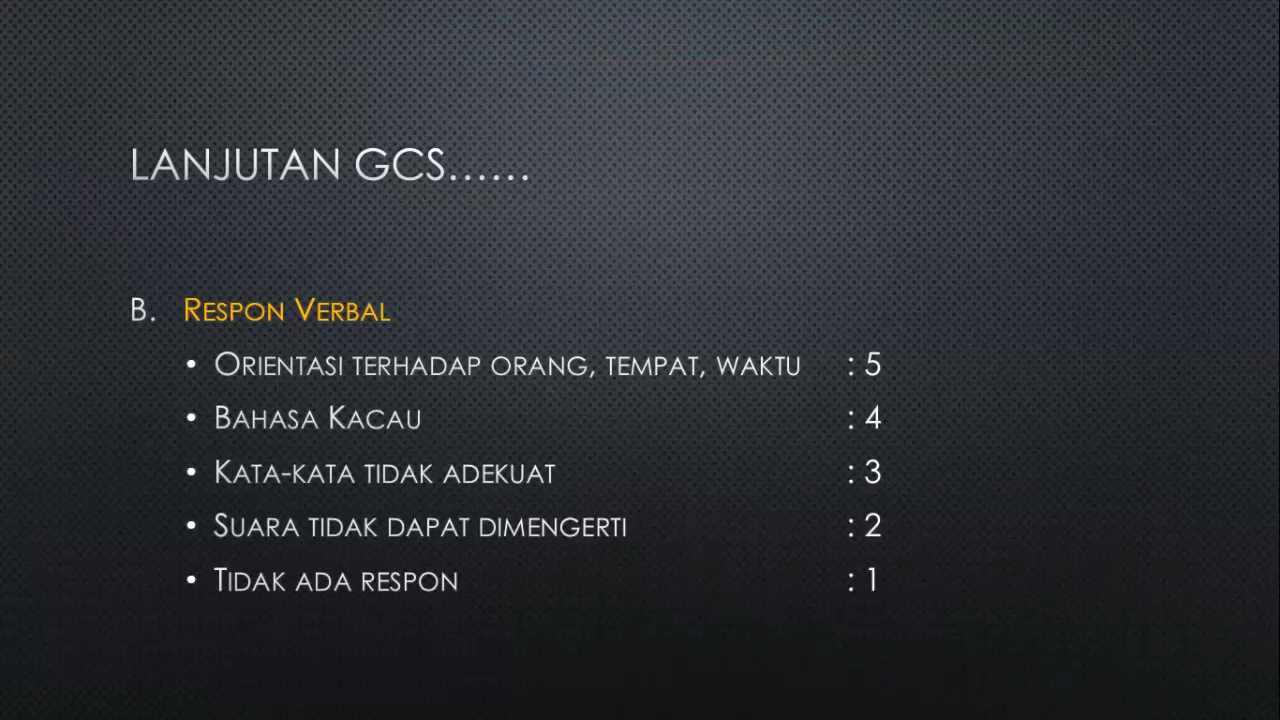 LANJUTAN GCS......
B. RESPON VERBAL
• ORIENTASI TERHADAP ORANG, TEMPAT, WAKTU : 5
• BAHASA KACAU : 4
• KATA-KATA TIDAK ADEKUAT : 3
• SUARA TIDAK DAPAT DIMENGERTI : 2
• TIDAK ADA RESPON : 1